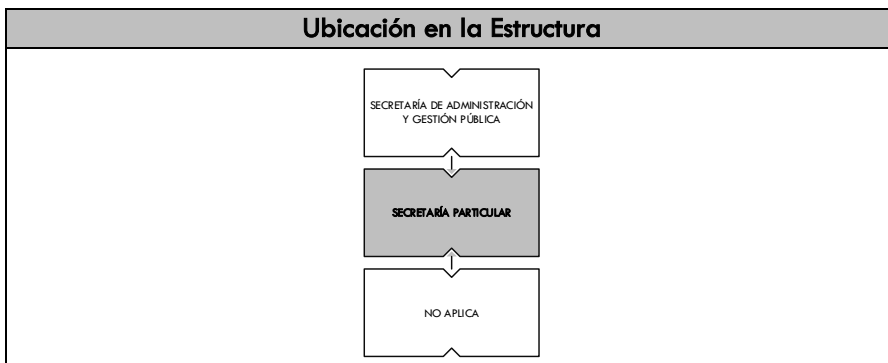 Ubicación en la Estructura
SECRETARÍA DE ADMINISTRACIÓN
Y GESTIÓN PÚBLICA
SECRETARÍA PARTICULAR
NO APLICA